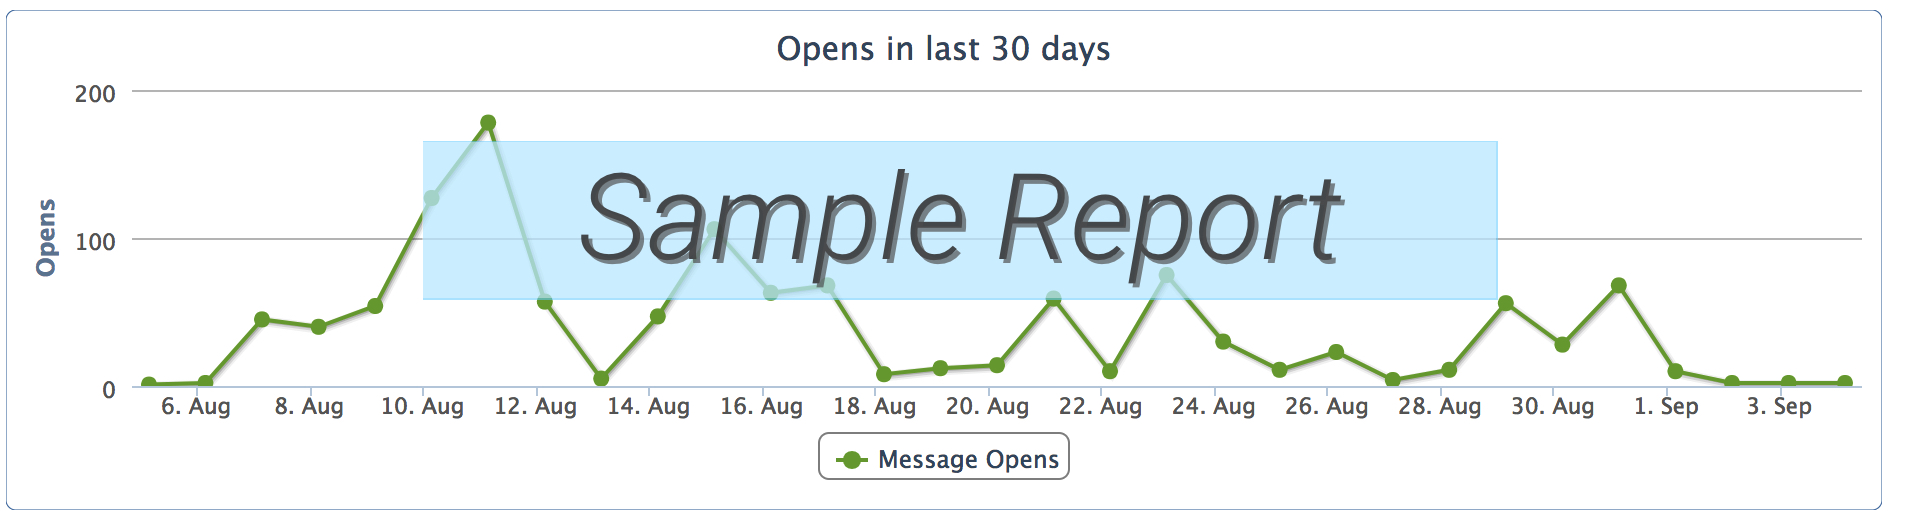 Opens in last 30 days
200
100
0
Opens
Sample Report
6. Aug 8. Aug 10. Aug 12. Aug 14. Aug 16. Aug 18. Aug 20. Aug 22. Aug 24. Aug 26. Aug 28. Aug 30. Aug 1. Sep 3. Sep
Message Opens